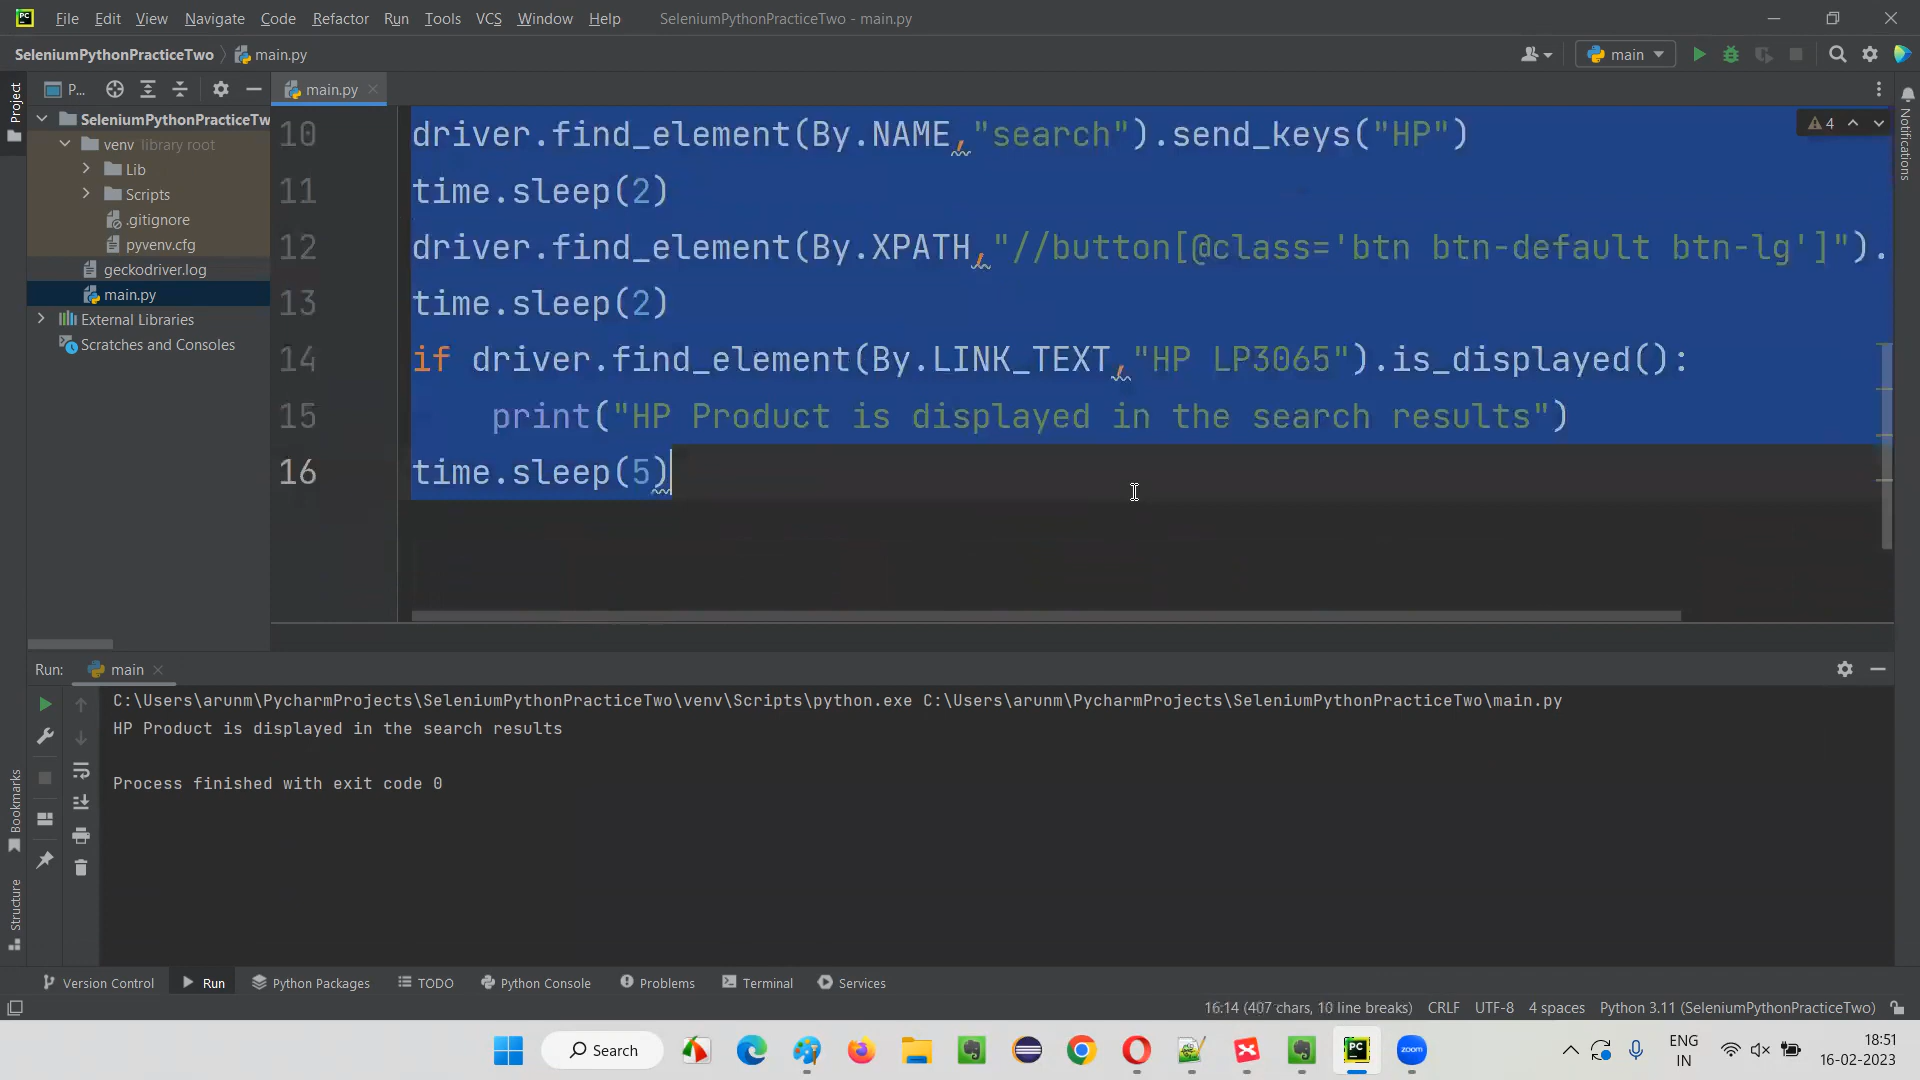 PC File Edit View Navigate Code Refactor Run Tools VCS Window Help SeleniumPythonPracticeTwo - main.py
SeleniumPythonPracticeTwo main.py main
Project
P... main.py
SeleniumPythonPracticeTw
venv library root
Lib
Scripts
.gitignore
pyvenv.cfg
geckodriver.log
main.py
External Libraries
Scratches and Consoles
Notifications
4
10 driver.find_element(By.NAME,"search").send_keys("HP")
11 time.sleep(2)
12 driver.find_element(By.XPATH,"//button[@class='btn btn-default btn-lg']").
13 time.sleep(2)
14 if driver.find_element(By.LINK_TEXT,"HP LP3065").is_displayed():
15 print("HP Product is displayed in the search results")
16 time.sleep(5)
Run: main
C:\Users\arunm\PycharmProjects\SeleniumPythonPracticeTwo\venv\Scripts\python.exe C:\Users\arunm\PycharmProjects\SeleniumPythonPracticeTwo\main.py
HP Product is displayed in the search results
Process finished with exit code 0
Bookmarks
Structure
Version Control Run Python Packages TODO Python Console Problems Terminal Services
16:14 (407 chars, 10 line breaks) CRLF UTF-8 4 spaces Python 3.11 (SeleniumPythonPracticeTwo)
Search PC zoom
ENG
IN
18:51
16-02-2023